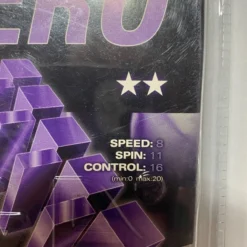 ERO
SPEED: 8
SPIN: 11
CONTROL: 16
(min:0 max:20)